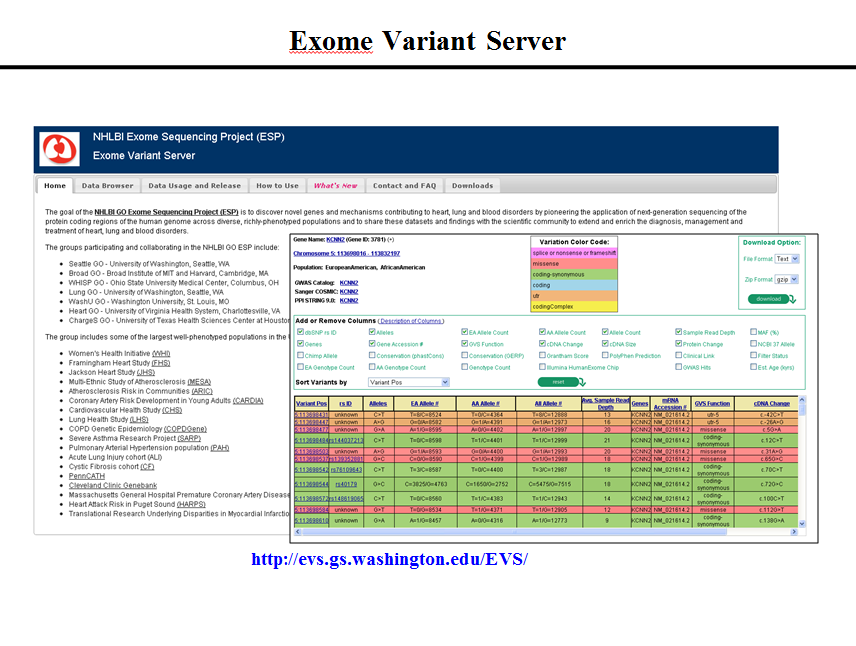 Exome Variant Server
NHLBI Exome Sequencing Project (ESP)
Exome Variant Server
Home
Data Browser
Data Usage and Release
How to Use
What's New
Contact and FAQ
Downloads
The goal of the NHLBI GO Exome Sequencing Project (ESP) is to discover novel genes and mechanisms contributing to heart, lung and blood disorders by pioneering the application of next-generation sequencing of the
protein coding regions of the human genome across diverse, richly-phenotyped populations and to share these datasets and findings with the scientific community to extend and enrich the diagnosis, management and
treatment of heart, lung and blood disorders.
The groups participating and collaborating in the NHLBI GO ESP include:
Seattle GO - University of Washington, Seattle, WA
Broad GO - Broad Institute of MIT and Harvard, Cambridge, MA
WHISP GO - Ohio State University Medical Center, Columbus, OH
Lung GO - University of Washington, Seattle, WA
WashU GO - Washington University, St. Louis, MO
Heart GO - University of Virginia Health System, Charlottesville, VA
ChargeS GO - University of Texas Health Sciences Center at Houston
The group includes some of the largest well-phenotyped populations in the
Women's Health Initiative (WHI)
Framingham Heart Study (FHS)
Jackson Heart Study (JHS)
Multi-Ethnic Study of Atherosclerosis (MESA)
Atherosclerosis Risk in Communities (ARIC)
Coronary Artery Risk Development in Young Adults (CARDIA)
Cardiovascular Health Study (CHS)
Lung Health Study (LHS)
COPD Genetic Epidemiology (COPDGene)
Severe Asthma Research Project (SARP)
Pulmonary Arterial Hypertension population (PAH)
Acute Lung Injury cohort (ALI)
Cystic Fibrosis cohort (CF)
PennCATH
Cleveland Clinic Genebank
Massachusetts General Hospital Premature Coronary Artery Disease
Heart Attack Risk in Puget Sound (HARPS)
Translational Research Underlying Disparities in Myocardial Infarctio
Gene Name: KCNN2 (Gene ID: 3781) (+)
Chromosome 5: 113698016 - 113832197
Population: EuropeanAmerican, AfricanAmerican
GWAS Catalog: KCNN2
Sanger COSMIC: KCNN2
PPI STRING 9.0: KCNN2
Variation Color Code:
splice or nonsense or frameshift
missense
coding-synonymous
coding
utr
codingComplex
Download Option:
File Format Text
Zip Format gzip
download
Add or Remove Columns (Description of Columns)
dbSNP rs ID Alleles EA Allele Count AA Allele Count Allele Count Sample Read Depth MAF (%)
Genes Gene Accession # GVS Function cDNA Change cDNA Size Protein Change NCBI 37 Allele
Chimp Allele Conservation (phastCons) Conservation (GERP) Grantham Score PolyPhen Prediction Clinical Link Filter Status
EA Genotype Count AA Genotype Count Genotype Count Illumina HumanExome Chip GWAS Hits Est. Age (kyrs)
Sort Variants by Variant Pos reset
Variant Pos rs ID Alleles EA Allele # AA Allele # All Allele # Avg. Sample Read Depth Genes mRNA Accession # GVS Function cDNA Change
5:113698431 unknown C>T T=0/C=8524 T=0/C=4364 T=0/C=12888 13 KCNN2 NM_021614.2 utr-5 c.-42C>T
5:113698447 unknown A>G G=0/A=8582 G=1/A=4391 G=1/A=12973 16 KCNN2 NM_021614.2 utr-5 c.-26A>G
5:113698477 unknown G>A A=1/G=8595 A=0/G=4402 A=1/G=12997 20 KCNN2 NM_021614.2 missense c.5G>A
5:113698484 rs144037213 C>T T=0/C=8598 T=1/C=4401 T=1/C=12999 21 KCNN2 NM_021614.2 coding-synonymous c.12C>T
5:113698503 unknown A>G G=1/A=8593 G=0/A=4400 G=1/A=12993 20 KCNN2 NM_021614.2 missense c.31A>G
5:113698537 rs139352801 G>C C=0/G=8590 C=1/G=4399 C=1/G=12989 18 KCNN2 NM_021614.2 missense c.65G>C
5:113698542 rs78109643 C>T T=3/C=8587 T=0/C=4400 T=3/C=12987 18 KCNN2 NM_021614.2 coding-synonymous c.70C>T
5:113698544 rs40179 G>C C=3825/G=4763 C=1650/G=2752 C=5475/G=7515 18 KCNN2 NM_021614.2 coding-synonymous c.72G>C
5:113698572 rs148619065 C>T T=0/C=8560 T=1/C=4383 T=1/C=12943 14 KCNN2 NM_021614.2 coding-synonymous c.100C>T
5:113698584 unknown G>T T=0/G=8534 T=1/G=4371 T=1/G=12905 12 KCNN2 NM_021614.2 missense c.112G>T
5:113698610 unknown G>A A=1/G=8457 A=0/G=4316 A=1/G=12773 9 KCNN2 NM_021614.2 coding-synonymous c.138G>A
http://evs.gs.washington.edu/EVS/